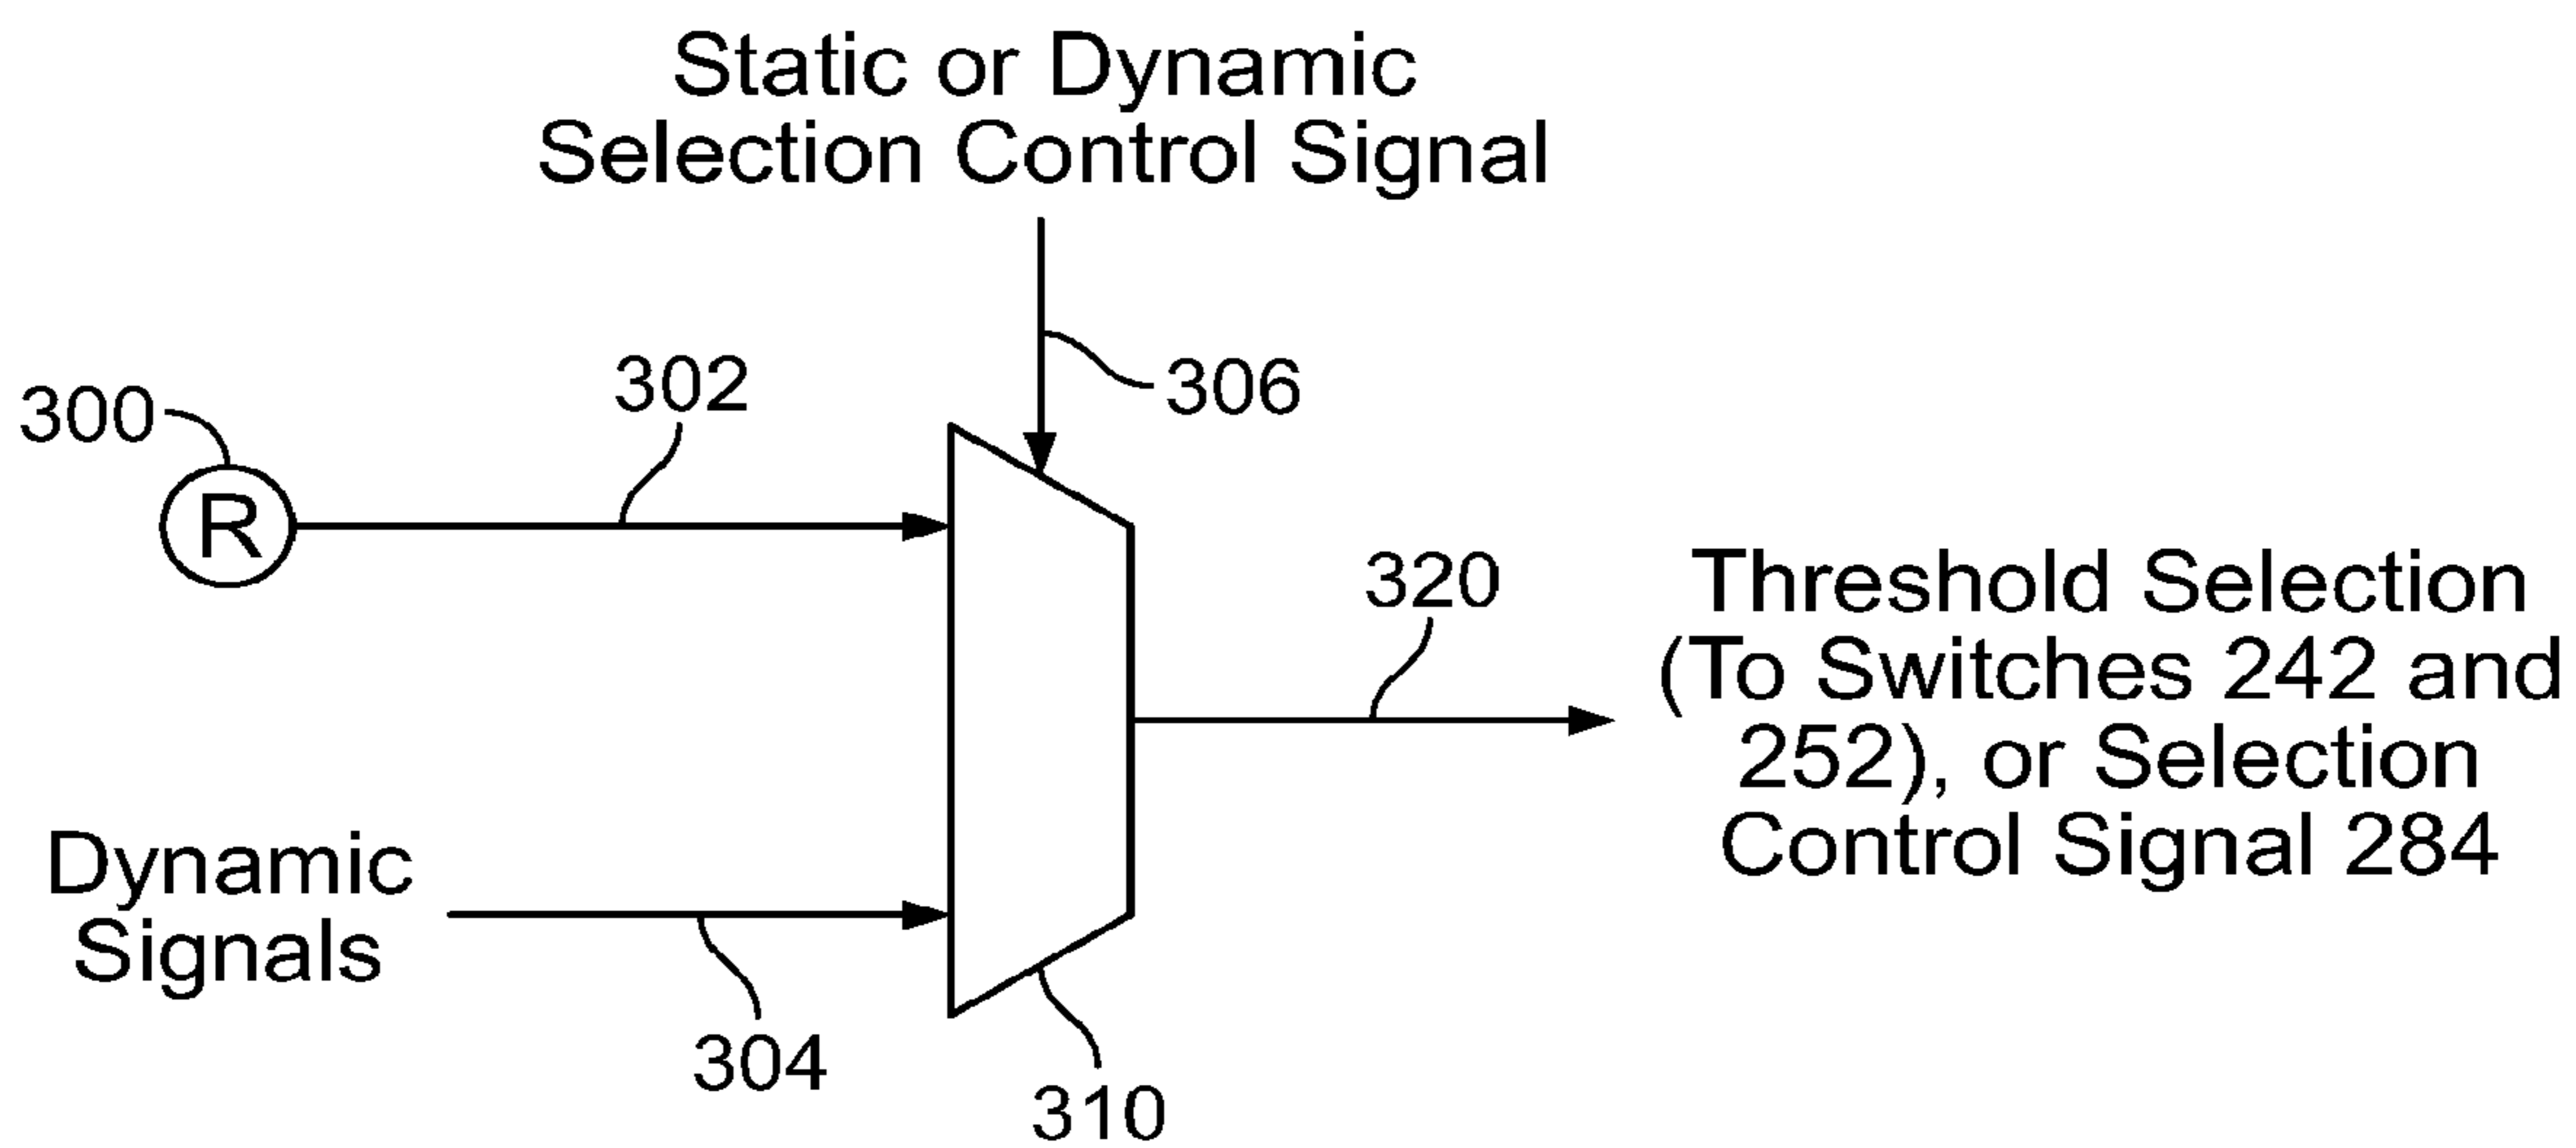 Static or Dynamic
Selection Control Signal
302
306
300
R
320
Threshold Selection
(To Switches 242 and
252), or Selection
Control Signal 284
Dynamic
Signals
304
310